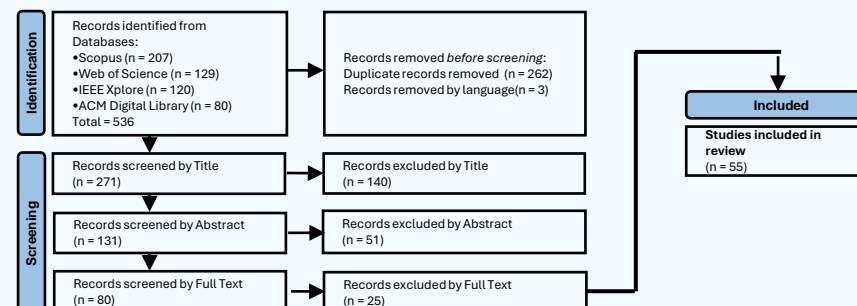 Identification
Records identified from
Databases:
•Scopus (n = 207)
•Web of Science (n = 129)
•IEEE Xplore (n = 120)
•ACM Digital Library (n = 80)
Total = 536
Records removed before screening:
Duplicate records removed (n = 262)
Records removed by language(n = 3)
Included
Studies included in
review
(n = 55)
Screening
Records screened by Title
(n = 271)
Records excluded by Title
(n = 140)
Records screened by Abstract
(n = 131)
Records excluded by Abstract
(n = 51)
Records screened by Full Text
(n = 80)
Records excluded by Full Text
(n = 25)